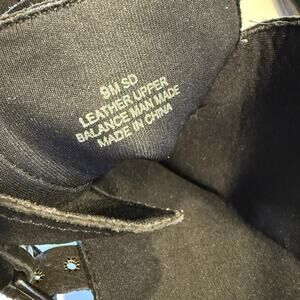 9M SD
LEATHER UPPER
BALANCE MAN MADE
MADE IN CHINA